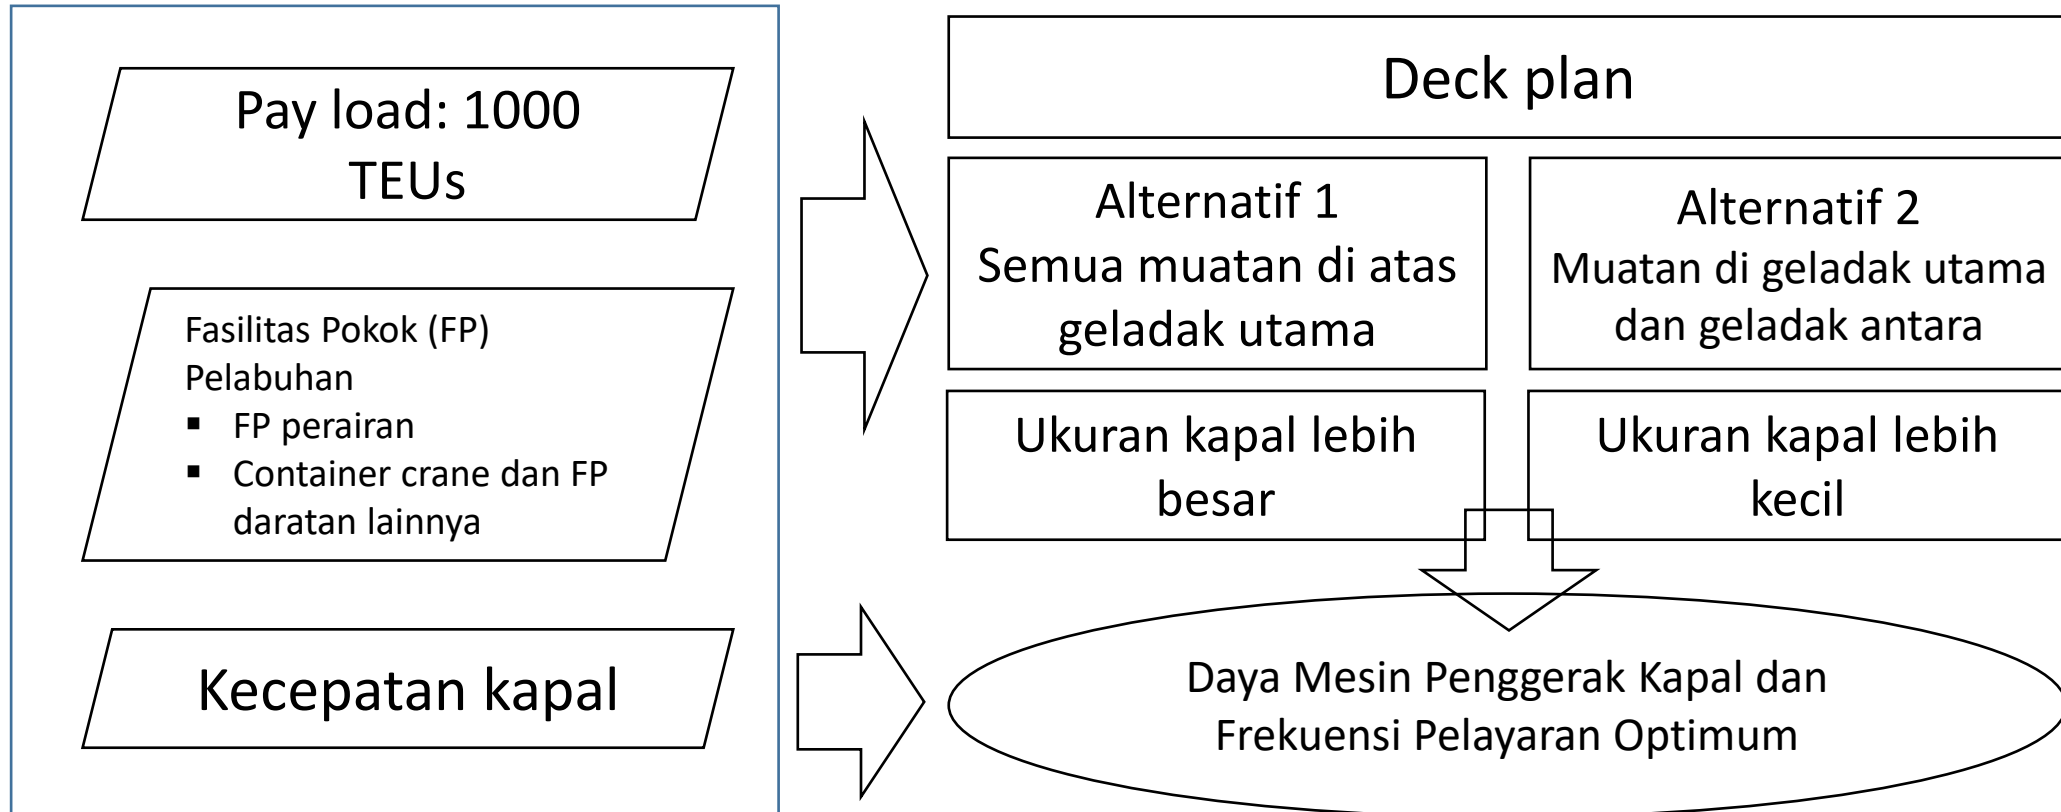 Pay load: 1000
TEUs
Fasilitas Pokok (FP)
Pelabuhan
▪ FP perairan
▪ Container crane dan FP
daratan lainnya
Kecepatan kapal
Deck plan
Alternatif 1
Semua muatan di atas
geladak utama
Alternatif 2
Muatan di geladak utama
dan geladak antara
Ukuran kapal lebih
besar
Ukuran kapal lebih
kecil
Daya Mesin Penggerak Kapal dan
Frekuensi Pelayaran Optimum